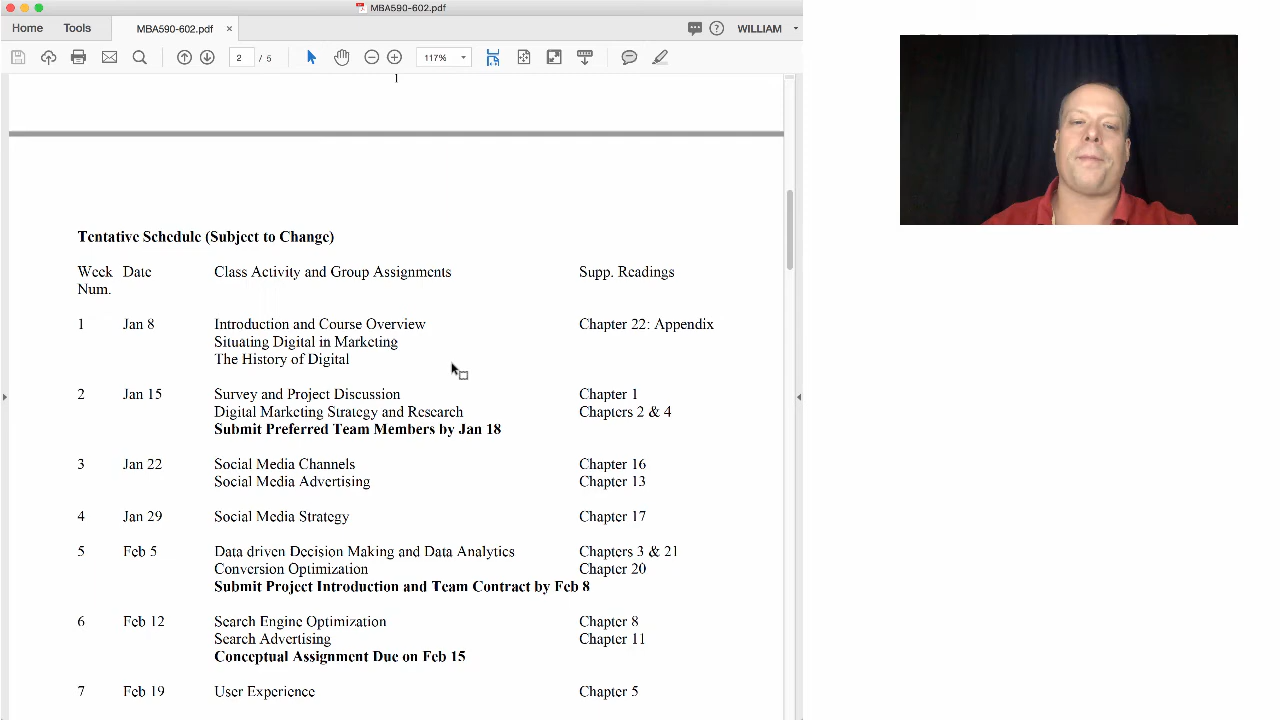 MBA590-602.pdf
Home Tools MBA590-602.pdf × WILLIAM
2 / 5 117%
1
Tentative Schedule (Subject to Change)
Week Date Class Activity and Group Assignments Supp. Readings
Num.
1 Jan 8 Introduction and Course Overview Chapter 22: Appendix
Situating Digital in Marketing
The History of Digital
2 Jan 15 Survey and Project Discussion Chapter 1
Digital Marketing Strategy and Research Chapters 2 & 4
Submit Preferred Team Members by Jan 18
3 Jan 22 Social Media Channels Chapter 16
Social Media Advertising Chapter 13
4 Jan 29 Social Media Strategy Chapter 17
5 Feb 5 Data driven Decision Making and Data Analytics Chapters 3 & 21
Conversion Optimization Chapter 20
Submit Project Introduction and Team Contract by Feb 8
6 Feb 12 Search Engine Optimization Chapter 8
Search Advertising Chapter 11
Conceptual Assignment Due on Feb 15
7 Feb 19 User Experience Chapter 5